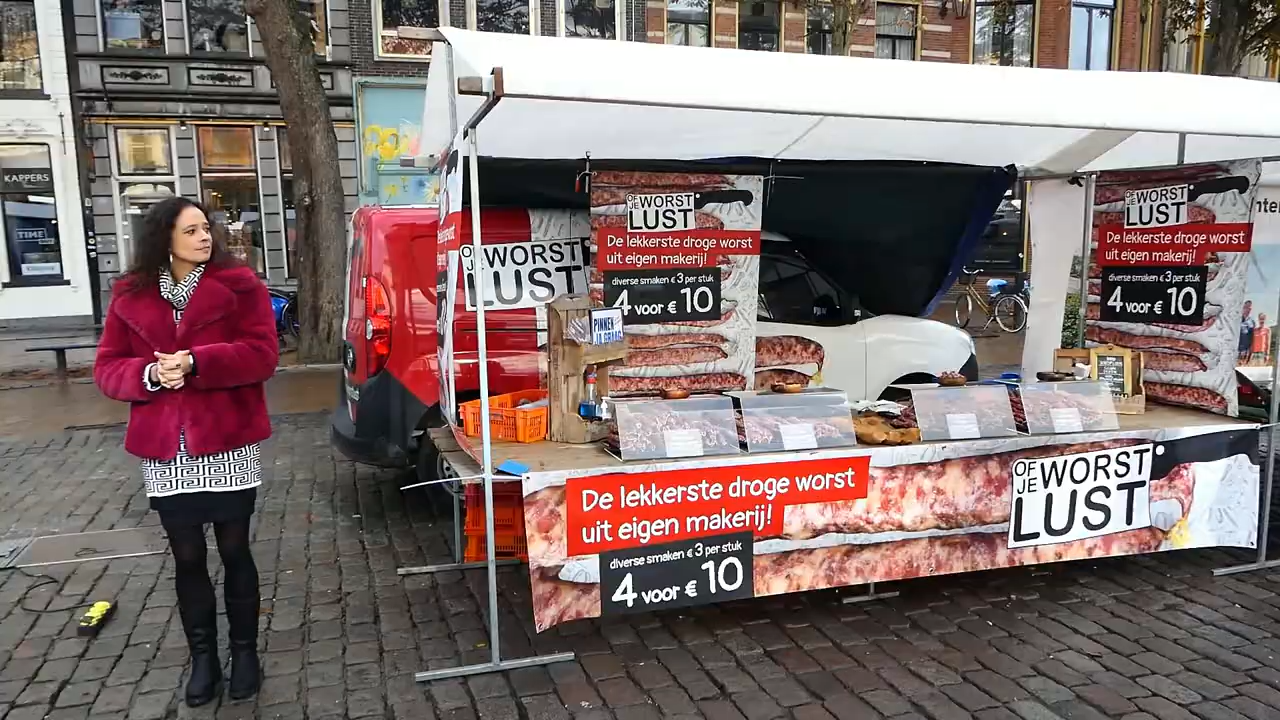 KAPPERS
TIME
OF JE WORST LUST
OF JE WORST LUST
De lekkerste droge worst
uit eigen makerij!
diverse smaken € 3 per stuk
4 voor € 10
PINNEN
JA GRAAG
OF JE WORST LUST
De lekkerste droge worst
uit eigen makerij!
diverse smaken € 3 per stuk
4 voor € 10
De lekkerste droge worst
uit eigen makerij!
diverse smaken € 3 per stuk
4 voor € 10
OF JE WORST LUST